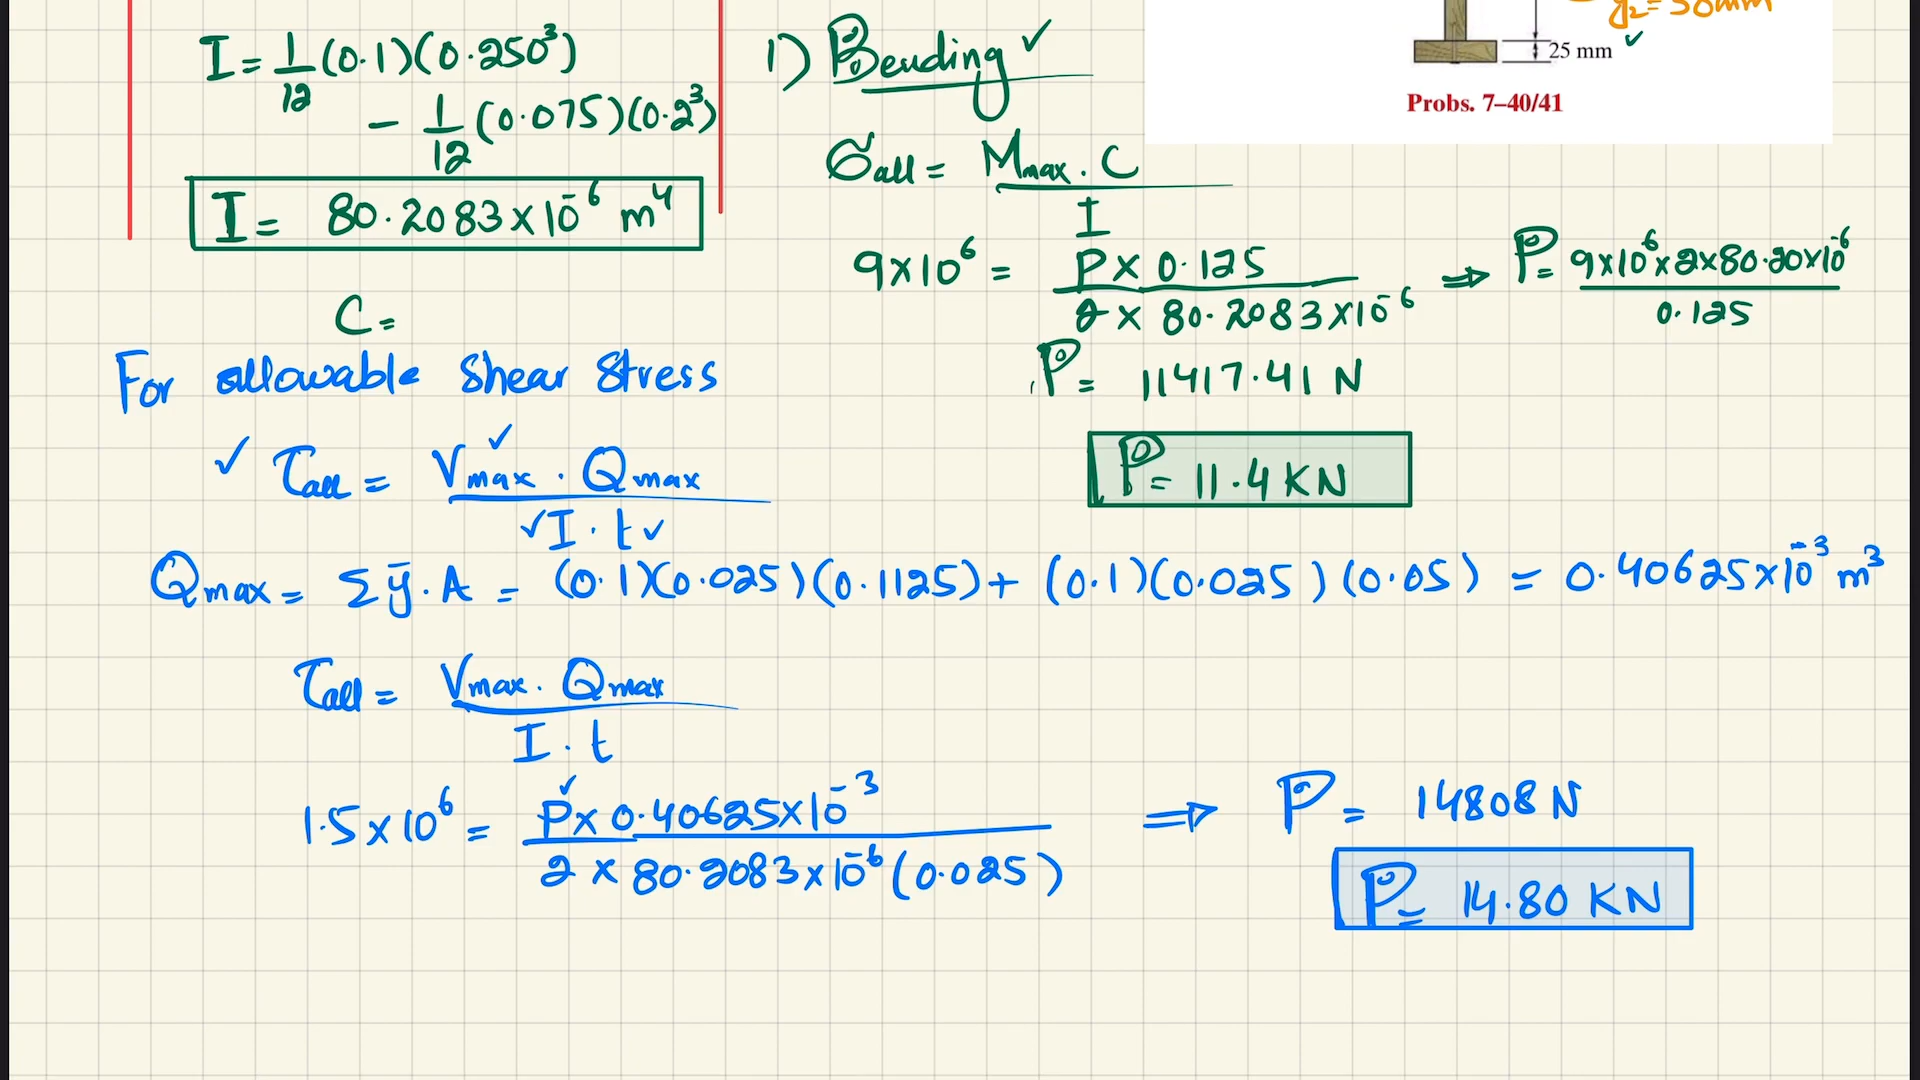 I = 1/12 (0.1)(0.250³)
− 1/12 (0.075)(0.2³)
I = 80.2083×10⁻⁶ m⁴
C =
1) Bending ✓
σall = Mmax . C / I
9×10⁶ = P × 0.125 / 2 × 80.2083×10⁻⁶ ⇒ P = 9×10⁶×2×80.20×10⁻⁶ / 0.125
P = 11417.41 N
P = 11.4 KN
y₂ = 50mm
25 mm ✓
Probs. 7–40/41
For allowable Shear Stress
✓ τall = Vmax ✓ . Qmax / ✓ I . t ✓
Qmax = Σ ȳ . A = (0.1)(0.025)(0.1125) + (0.1)(0.025)(0.05) = 0.40625×10⁻³ m³
τall = Vmax . Qmax / I . t
1.5×10⁶ = P ✓ × 0.40625×10⁻³ / 2 × 80.2083×10⁻⁶ (0.025) ⇒ P = 14808 N
P = 14.80 KN